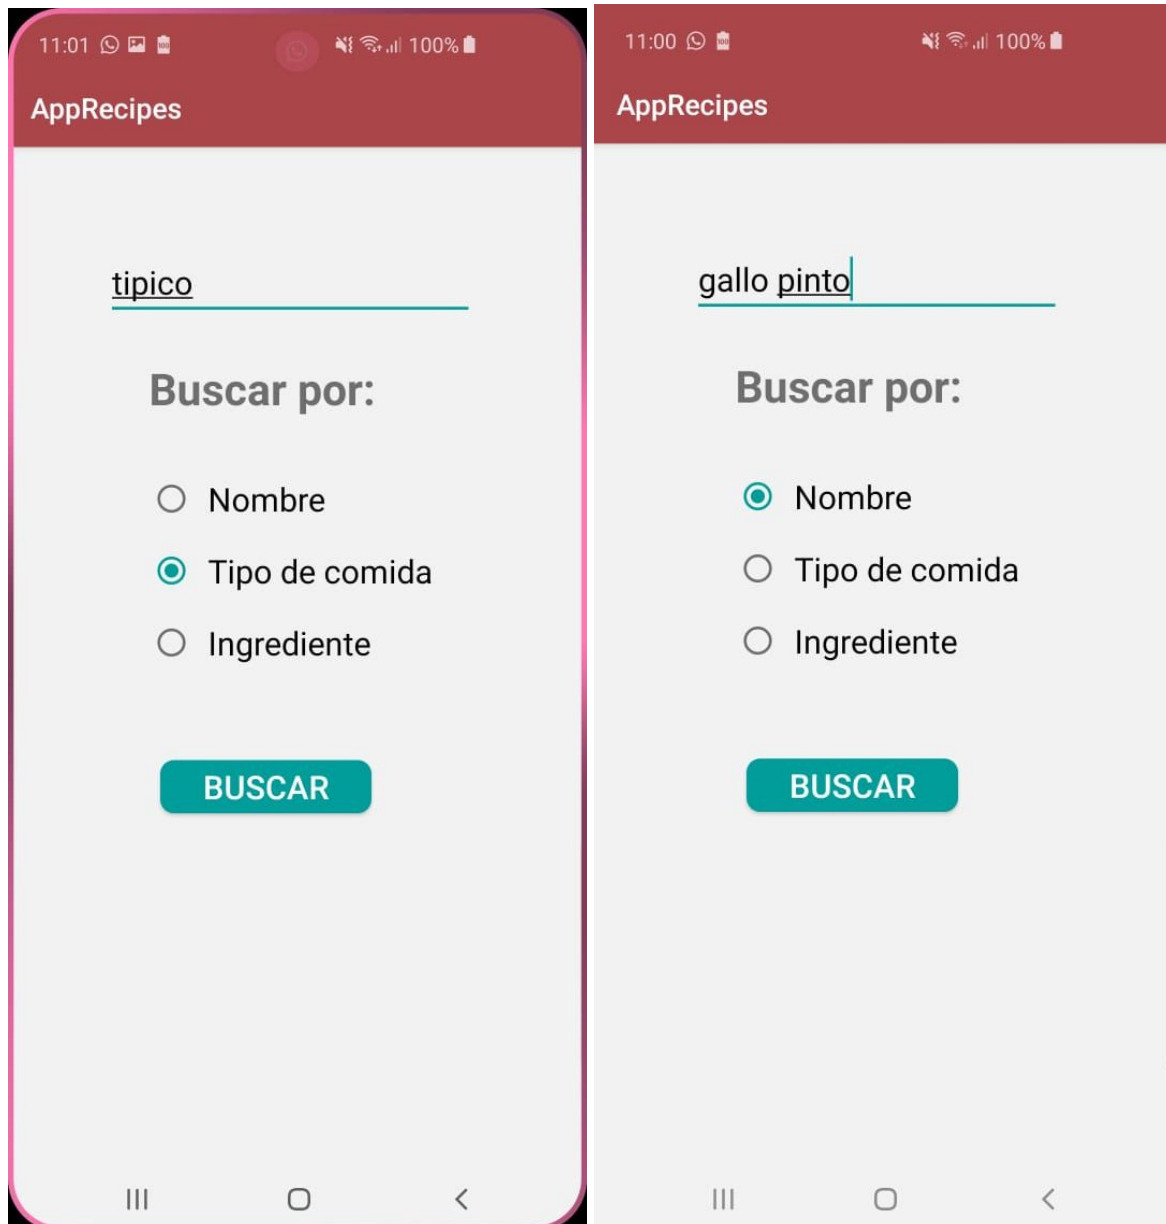 11:01 100%
AppRecipes
tipico
Buscar por:
Nombre
Tipo de comida
Ingrediente
BUSCAR
11:00 100%
AppRecipes
gallo pinto
Buscar por:
Nombre
Tipo de comida
Ingrediente
BUSCAR